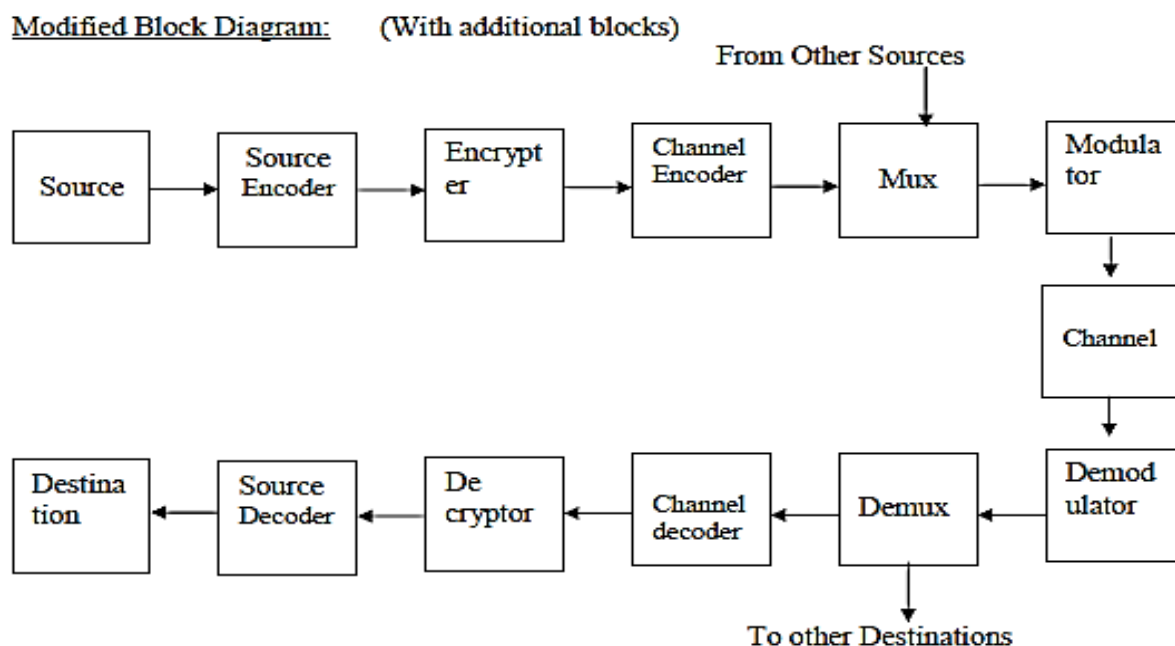 Modified Block Diagram: (With additional blocks)
From Other Sources
Source
Source
Encoder
Encrypt
er
Channel
Encoder
Mux
Modula
tor
Channel
Destina
tion
Source
Decoder
De
cryptor
Channel
decoder
Demux
Demod
ulator
To other Destinations